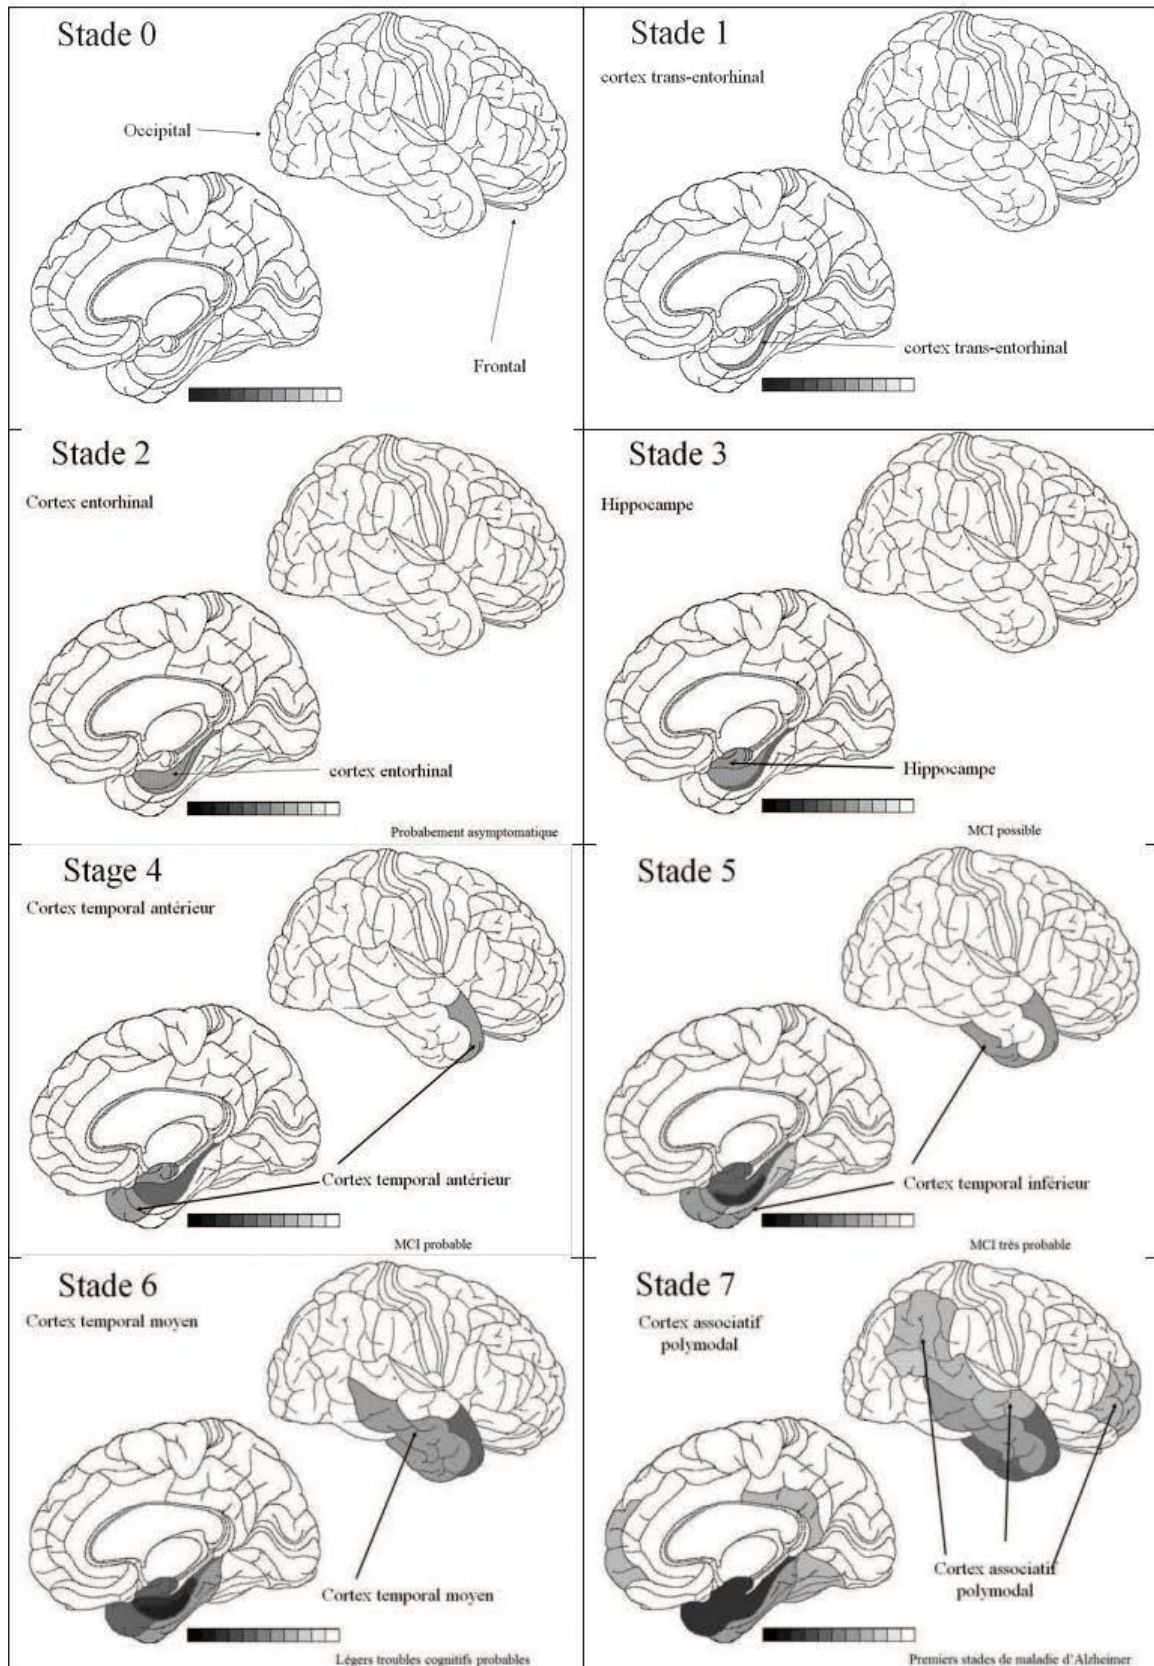 Stade 0
Occipital
Frontal
Stade 1
cortex trans-entorhinal
cortex trans-entorhinal
Stade 2
Cortex entorhinal
cortex entorhinal
Probabement asymptomatique
Stade 3
Hippocampe
Hippocampe
MCI possible
Stage 4
Cortex temporal antérieur
Cortex temporal antérieur
MCI probable
Stade 5
Cortex temporal inférieur
MCI très probable
Stade 6
Cortex temporal moyen
Cortex temporal moyen
Légers troubles cognitifs probables
Stade 7
Cortex associatif
polymodal
Cortex associatif
polymodal
Premiers stades de maladie d'Alzheimer